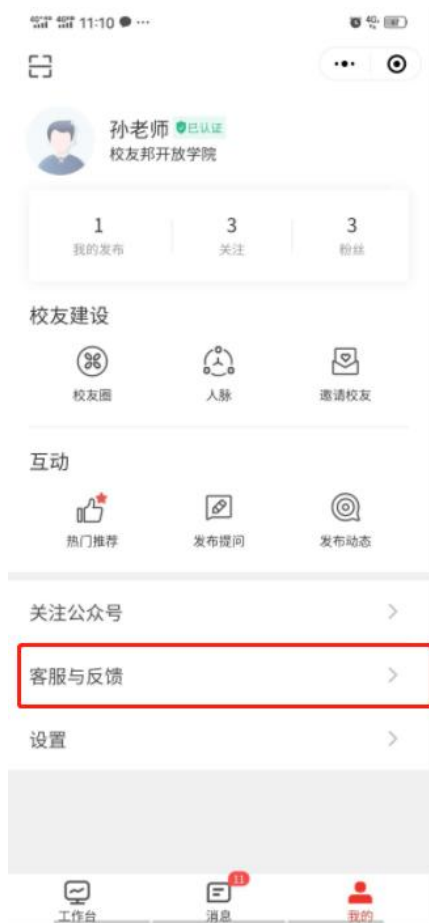 11:10
孙老师 已认证
校友邦开放学院
1 3 3
我的发布 关注 粉丝
校友建设
校友圈 人脉 邀请校友
互动
热门推荐 发布提问 发布动态
关注公众号
客服与反馈
设置
11
工作台 消息 我的